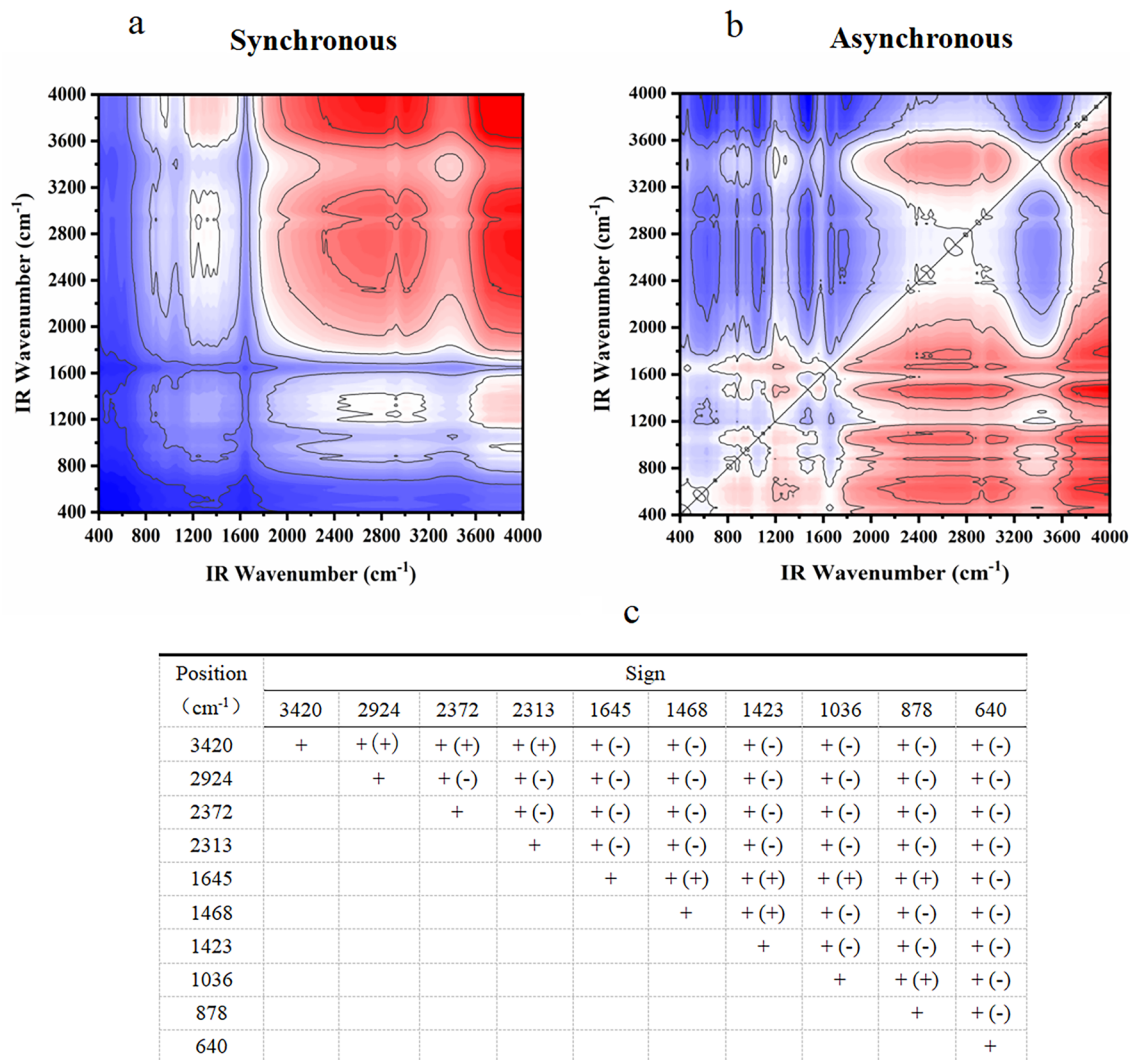 a
Synchronous
b
Asynchronous
4000
3600
3200
2800
2400
2000
1600
1200
800
400
IR Wavenumber (cm-1)
400 800 1200 1600 2000 2400 2800 3200 3600 4000
IR Wavenumber (cm-1)
4000
3600
3200
2800
2400
2000
1600
1200
800
400
IR Wavenumber (cm-1)
400 800 1200 1600 2000 2400 2800 3200 3600 4000
IR Wavenumber (cm-1)
c
Position (cm-1) Sign
3420 2924 2372 2313 1645 1468 1423 1036 878 640
3420 + +(+) +(+) +(+) +(-) +(-) +(-) +(-) +(-) +(-)
2924 + +(-) +(-) +(-) +(-) +(-) +(-) +(-) +(-)
2372 + +(-) +(-) +(-) +(-) +(-) +(-) +(-)
2313 + +(-) +(-) +(-) +(-) +(-) +(-)
1645 + +(+) +(+) +(+) +(+) +(-)
1468 + +(+) +(-) +(-) +(-)
1423 + +(-) +(-) +(-)
1036 + +(+) +(-)
878 + +(-)
640 +